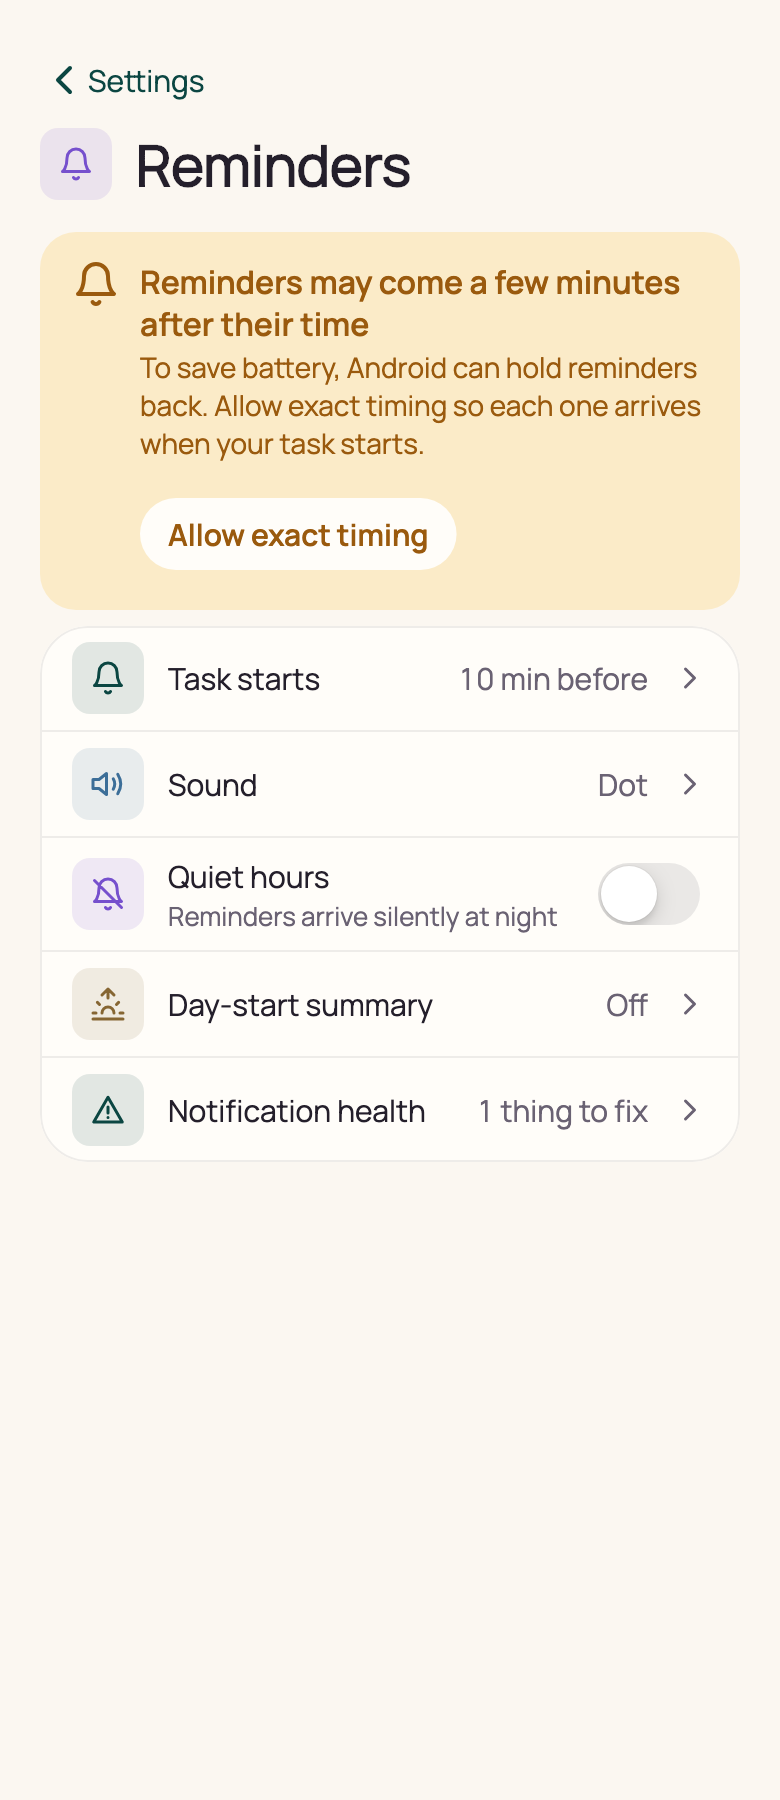 Settings
Reminders
Reminders may come a few minutes
after their time
To save battery, Android can hold reminders
back. Allow exact timing so each one arrives
when your task starts.
Allow exact timing
Task starts 10 min before
Sound Dot
Quiet hours
Reminders arrive silently at night
Day-start summary Off
Notification health 1 thing to fix